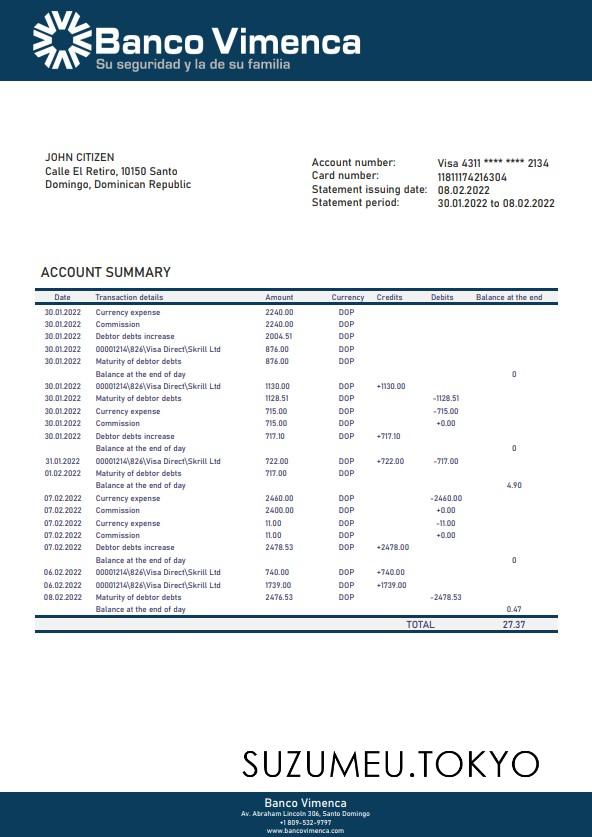 Banco Vimenca
Su seguridad y la de su familia
JOHN CITIZEN
Calle El Retiro, 10150 Santo
Domingo, Dominican Republic
Account number: Visa 4311 **** **** 2134
Card number: 11811174216304
Statement issuing date: 08.02.2022
Statement period: 30.01.2022 to 08.02.2022
ACCOUNT SUMMARY
Date Transaction details Amount Currency Credits Debits Balance at the end
30.01.2022 Currency expense 2240.00 DOP
30.01.2022 Commission 2240.00 DOP
30.01.2022 Debtor debts increase 2004.51 DOP
30.01.2022 00001214\826\Visa Direct\Skrill Ltd 876.00 DOP
30.01.2022 Maturity of debtor debts 876.00 DOP
Balance at the end of day 0
30.01.2022 00001214\826\Visa Direct\Skrill Ltd 1130.00 DOP +1130.00
30.01.2022 Maturity of debtor debts 1128.51 DOP -1128.51
30.01.2022 Currency expense 715.00 DOP -715.00
30.01.2022 Commission 715.00 DOP +0.00
30.01.2022 Debtor debts increase 717.10 DOP +717.10
Balance at the end of day 0
31.01.2022 00001214\826\Visa Direct\Skrill Ltd 722.00 DOP +722.00 -717.00
01.02.2022 Maturity of debtor debts 717.00 DOP
Balance at the end of day 4.90
07.02.2022 Currency expense 2460.00 DOP -2460.00
07.02.2022 Commission 2400.00 DOP +0.00
07.02.2022 Currency expense 11.00 DOP -11.00
07.02.2022 Commission 11.00 DOP +0.00
07.02.2022 Debtor debts increase 2478.53 DOP +2478.00
Balance at the end of day 0
06.02.2022 00001214\826\Visa Direct\Skrill Ltd 740.00 DOP +740.00
06.02.2022 00001214\826\Visa Direct\Skrill Ltd 1739.00 DOP +1739.00
08.02.2022 Maturity of debtor debts 2476.53 DOP -2478.53
Balance at the end of day 0.47
TOTAL 27.37
SUZUMEU.TOKYO
Banco Vimenca
Av. Abraham Lincoln 306, Santo Domingo
+1 809-532-9797
www.bancovimenca.com